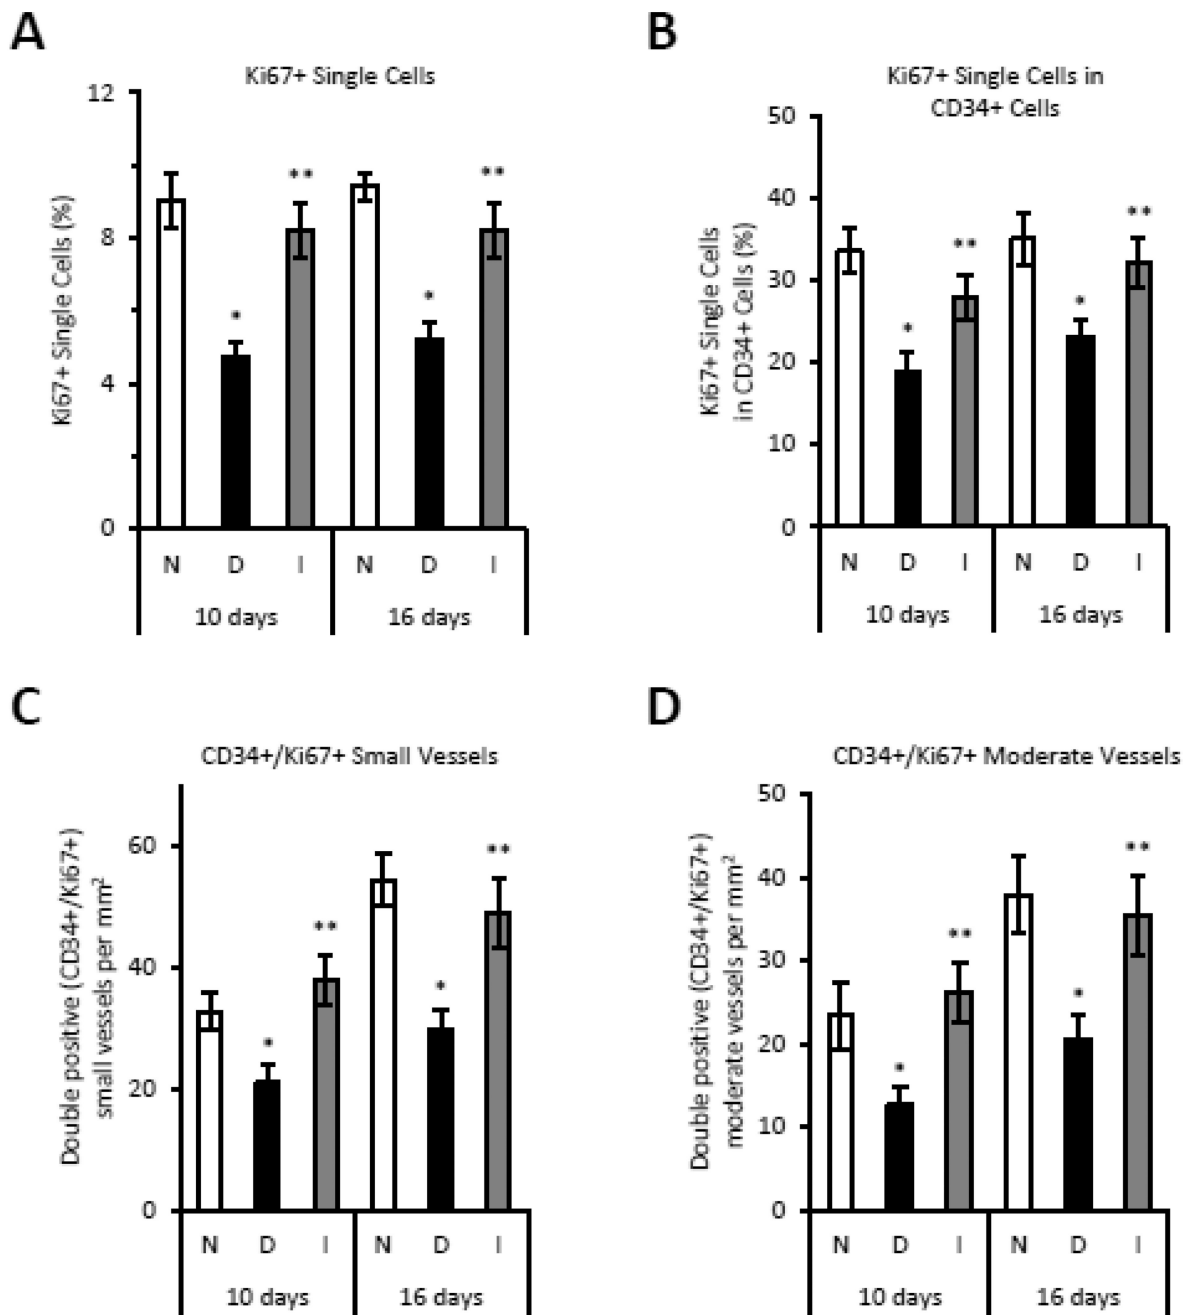 A
Ki67+ Single Cells
Ki67+ Single Cells (%)
12
8
4
0
* ** * **
N D I N D I
10 days 16 days
B
Ki67+ Single Cells in
CD34+ Cells
Ki67+ Single Cells
in CD34+ Cells (%)
50
40
30
20
10
0
* ** * **
N D I N D I
10 days 16 days
C
CD34+/Ki67+ Small Vessels
Double positive (CD34+/Ki67+)
small vessels per mm²
60
40
20
0
* ** * **
N D I N D I
10 days 16 days
D
CD34+/Ki67+ Moderate Vessels
Double positive (CD34+/Ki67+)
moderate vessels per mm²
50
40
30
20
10
0
* ** * **
N D I N D I
10 days 16 days